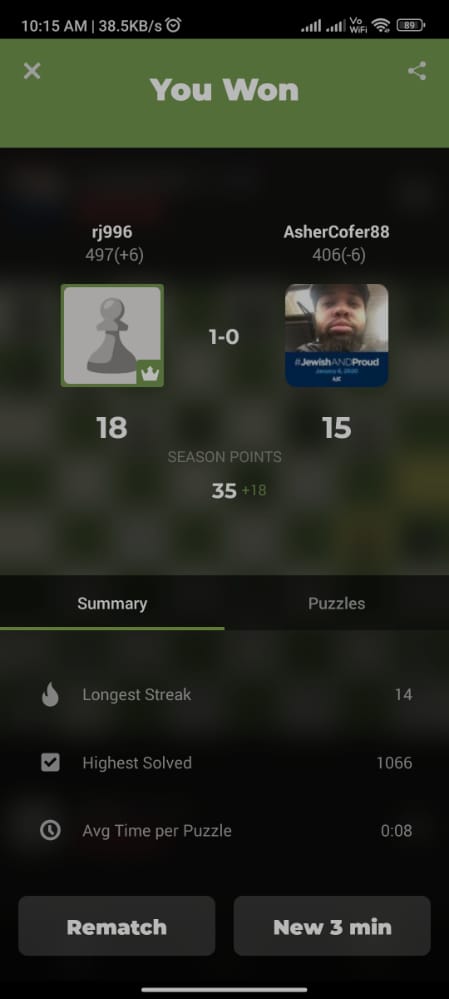 10:15 AM | 38.5KB/s
Vo
WiFi
89
You Won
rj996
AsherCofer88
497(+6)
406(-6)
1-0
#JewishANDProud
January 6, 2020
AJC
18
15
SEASON POINTS
35 +18
Summary
Puzzles
Longest Streak
14
Highest Solved
1066
Avg Time per Puzzle
0:08
Rematch
New 3 min